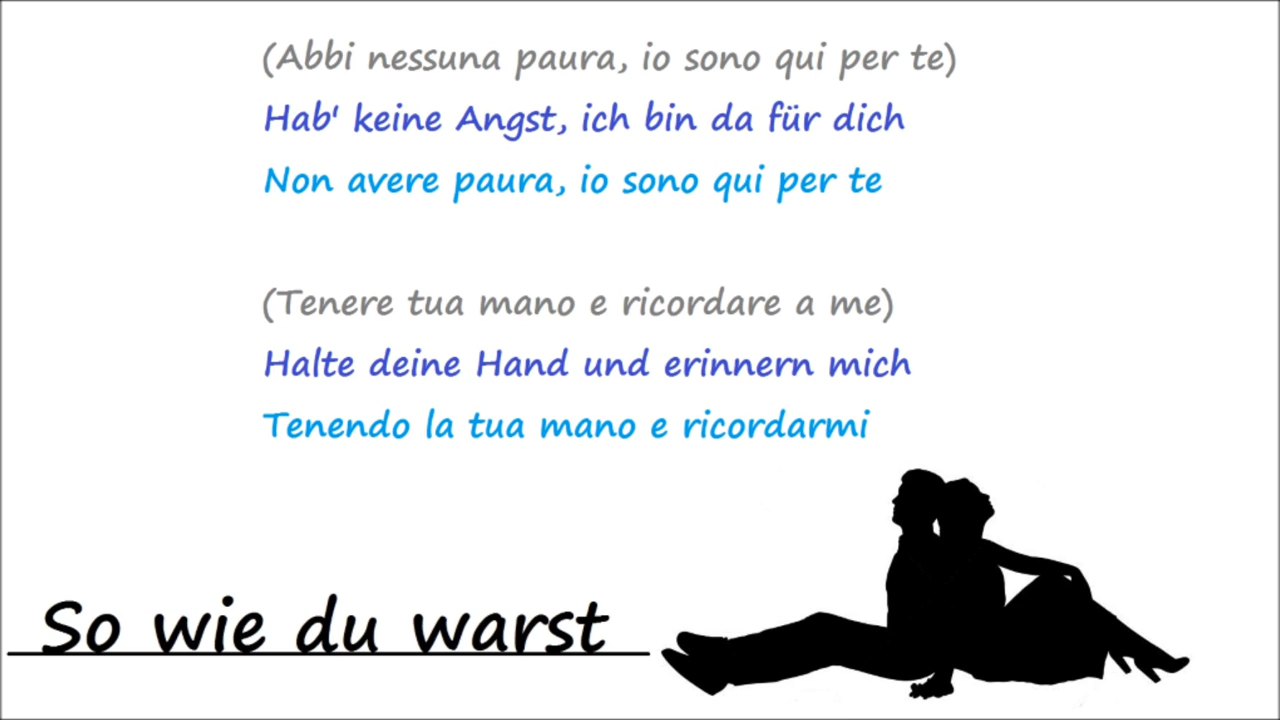 (Abbi nessuna paura, io sono qui per te)
Hab' keine Angst, ich bin da für dich
Non avere paura, io sono qui per te
(Tenere tua mano e ricordare a me)
Halte deine Hand und erinnern mich
Tenendo la tua mano e ricordarmi
So wie du warst